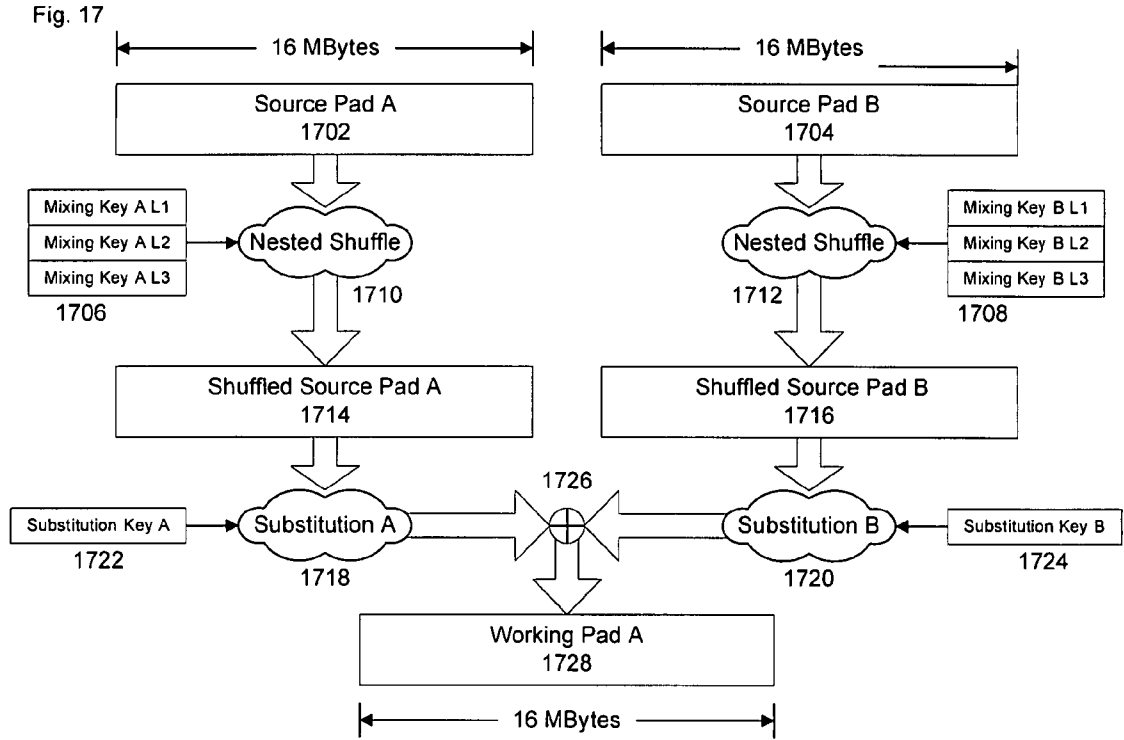 Fig. 17
16 MBytes
16 MBytes
Source Pad A
1702
Source Pad B
1704
Mixing Key A L1
Mixing Key A L2
Mixing Key A L3
1706
Nested Shuffle
1710
Nested Shuffle
1712
Mixing Key B L1
Mixing Key B L2
Mixing Key B L3
1708
Shuffled Source Pad A
1714
Shuffled Source Pad B
1716
1726
Substitution Key A
1722
Substitution A
1718
Substitution B
1720
Substitution Key B
1724
Working Pad A
1728
16 MBytes